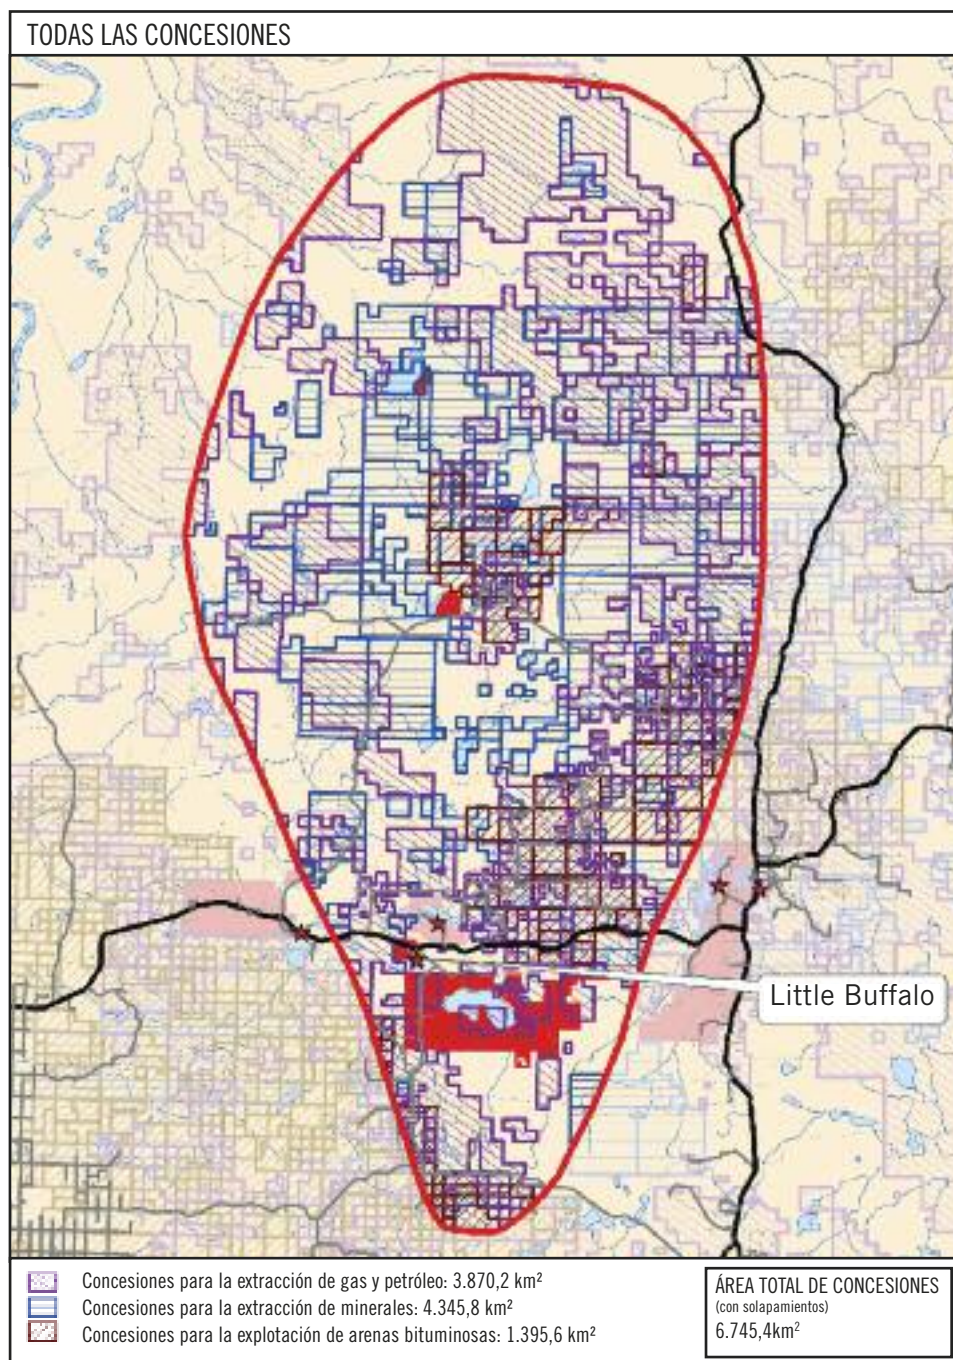 TODAS LAS CONCESIONES
Little Buffalo
Concesiones para la extracción de gas y petróleo: 3.870,2 km²
Concesiones para la extracción de minerales: 4.345,8 km²
Concesiones para la explotación de arenas bituminosas: 1.395,6 km²
ÁREA TOTAL DE CONCESIONES
(con solapamientos)
6.745,4km²